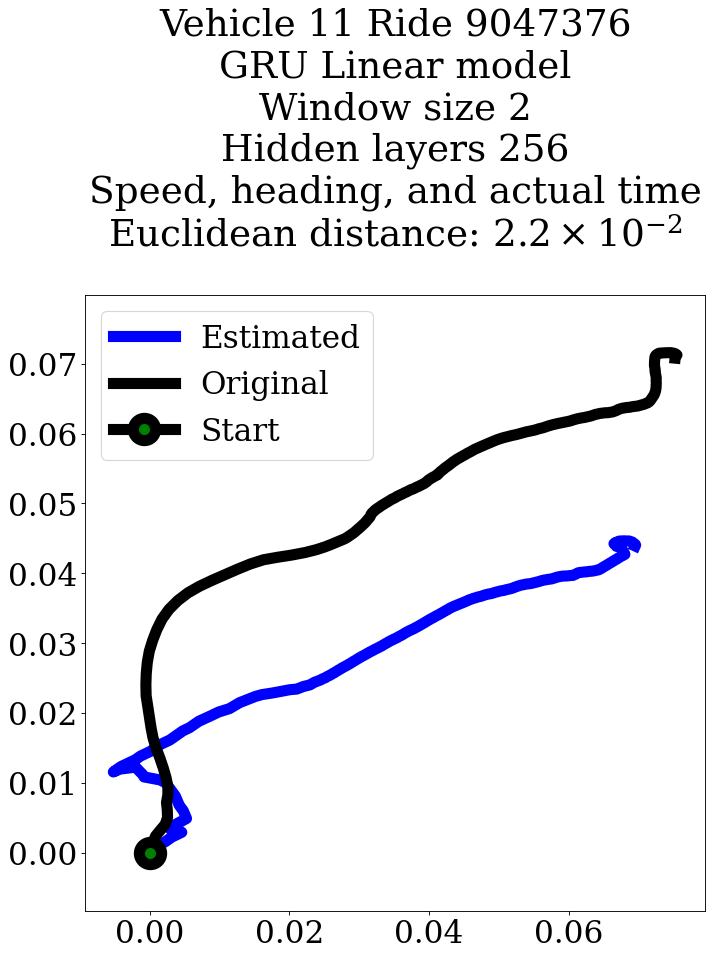 Vehicle 11 Ride 9047376
GRU Linear model
Window size 2
Hidden layers 256
Speed, heading, and actual time
Euclidean distance: 2.2 × 10⁻²
Estimated
Original
Start
0.07
0.06
0.05
0.04
0.03
0.02
0.01
0.00
0.00 0.02 0.04 0.06